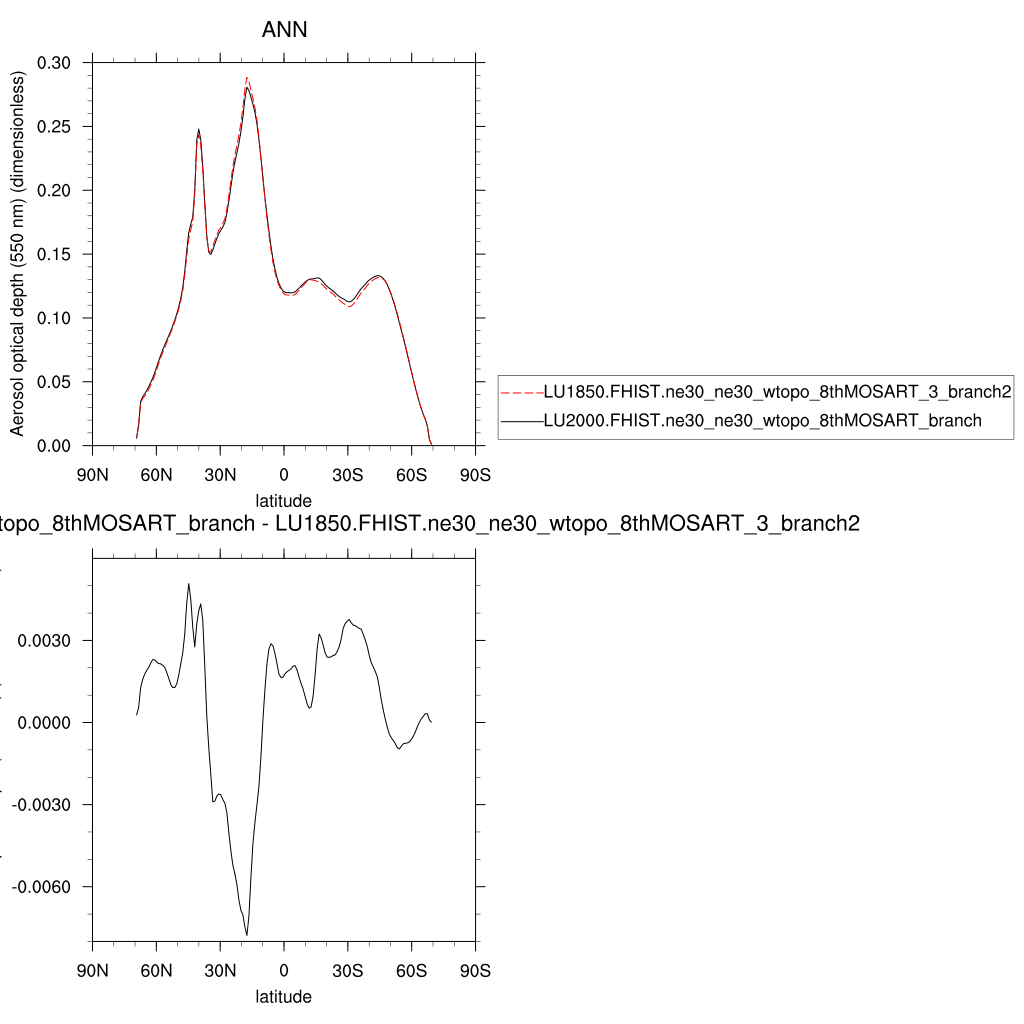 ANN
Aerosol optical depth (550 nm) (dimensionless)
0.30
0.25
0.20
0.15
0.10
0.05
0.00
90N 60N 30N 0 30S 60S 90S
latitude
LU1850.FHIST.ne30_ne30_wtopo_8thMOSART_3_branch2
LU2000.FHIST.ne30_ne30_wtopo_8thMOSART_branch
topo_8thMOSART_branch - LU1850.FHIST.ne30_ne30_wtopo_8thMOSART_3_branch2
0.0030
0.0000
-0.0030
-0.0060
90N 60N 30N 0 30S 60S 90S
latitude